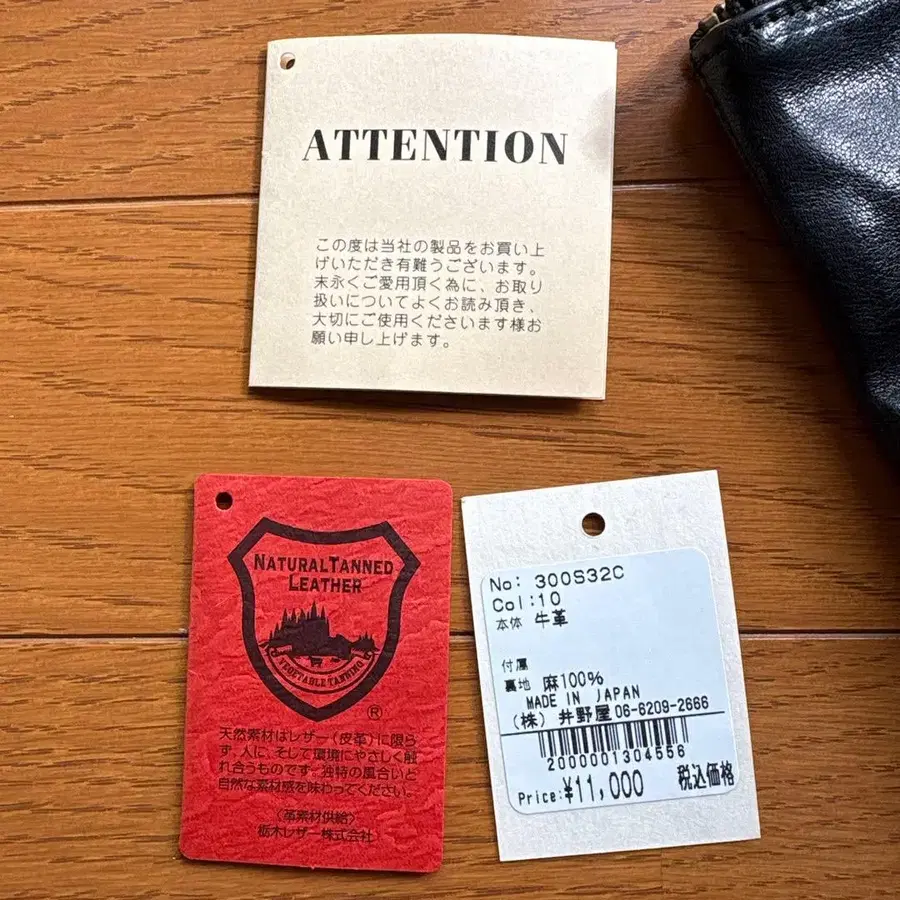 ATTENTION
この度は当社の製品をお買い上
げいただき有難うございます。
末永くご愛用頂く為に、お取り
扱いについてよくお読み頂き、
大切にご使用くださいます様お
願い申し上げます。
NATURAL TANNED
LEATHER
VEGETABLE TANNING
®
天然素材はレザー(皮革)に限ら
ず、人に、そして環境にやさしく触
れ合うものです。独特の風合いと
自然な素材感を味わってください。
〈革素材供給〉
栃木レザー株式会社
No: 300S32C
Col:10
本体 牛革
付属
裏地 麻100%
MADE IN JAPAN
(株) 井野屋 06-6209-2666
2000001304556
Price:¥11,000 税込価格